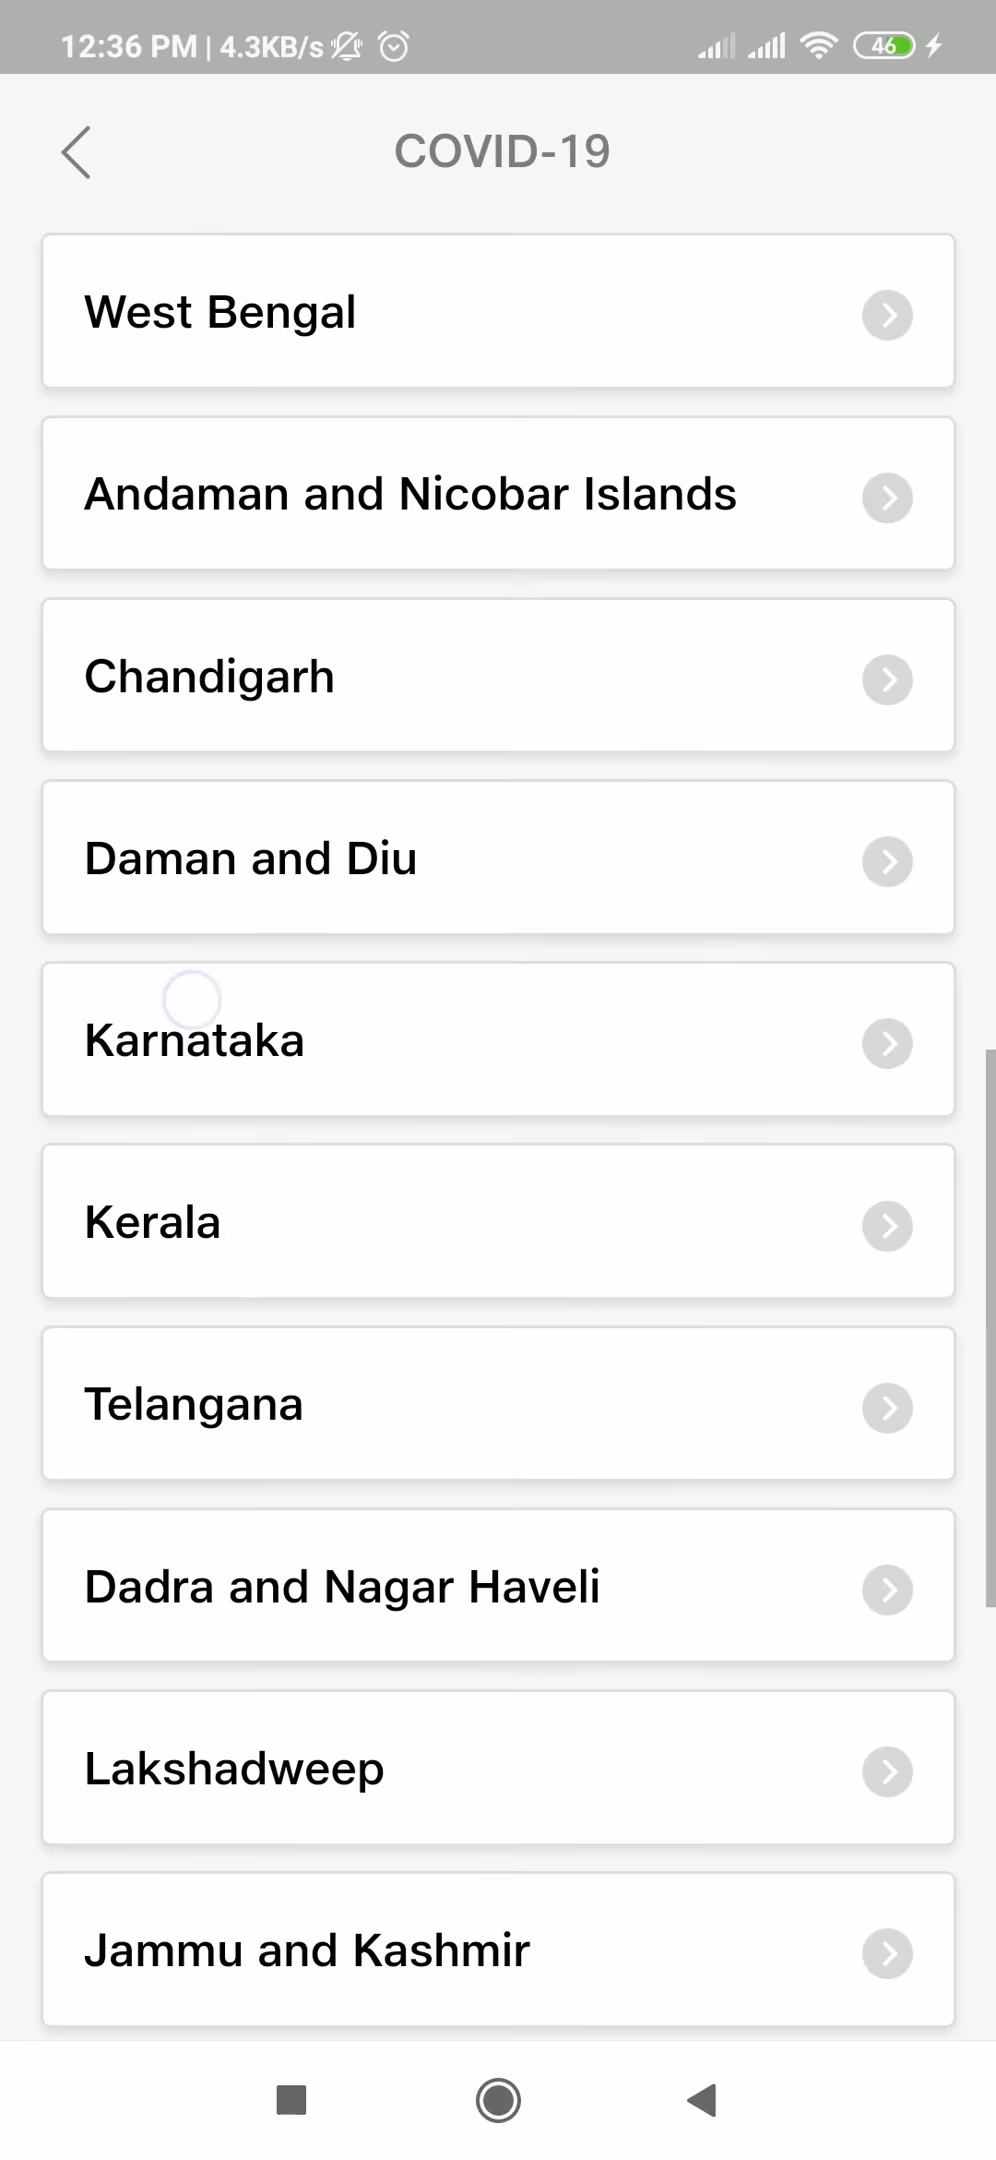 12:36 PM | 4.3KB/s 46
COVID-19
West Bengal
Andaman and Nicobar Islands
Chandigarh
Daman and Diu
Karnataka
Kerala
Telangana
Dadra and Nagar Haveli
Lakshadweep
Jammu and Kashmir